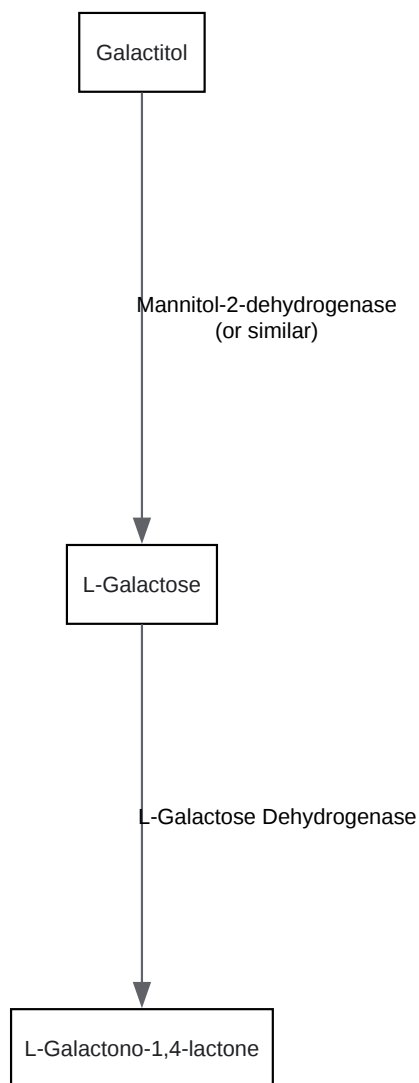 Galactitol
Mannitol-2-dehydrogenase
(or similar)
L-Galactose
L-Galactose Dehydrogenase
L-Galactono-1,4-lactone